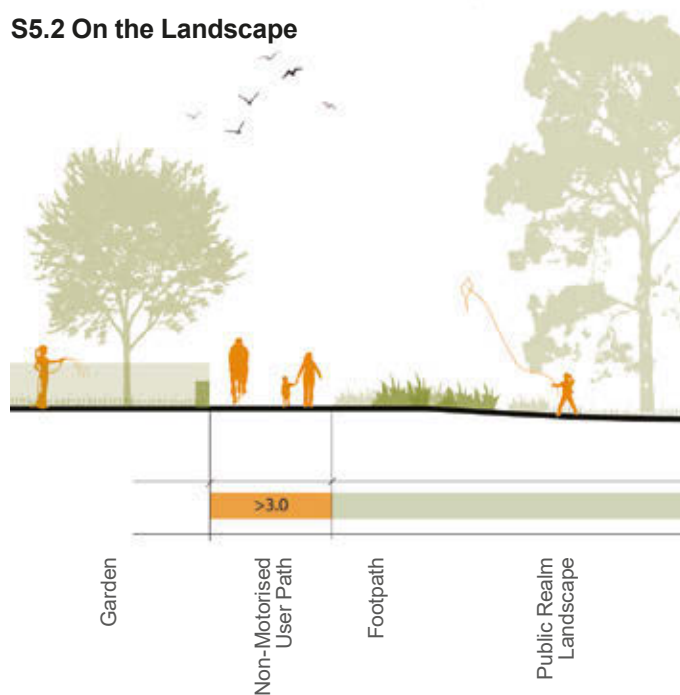 S5.2 On the Landscape
>3.0
Garden
Non-Motorised
User Path
Footpath
Public Realm
Landscape